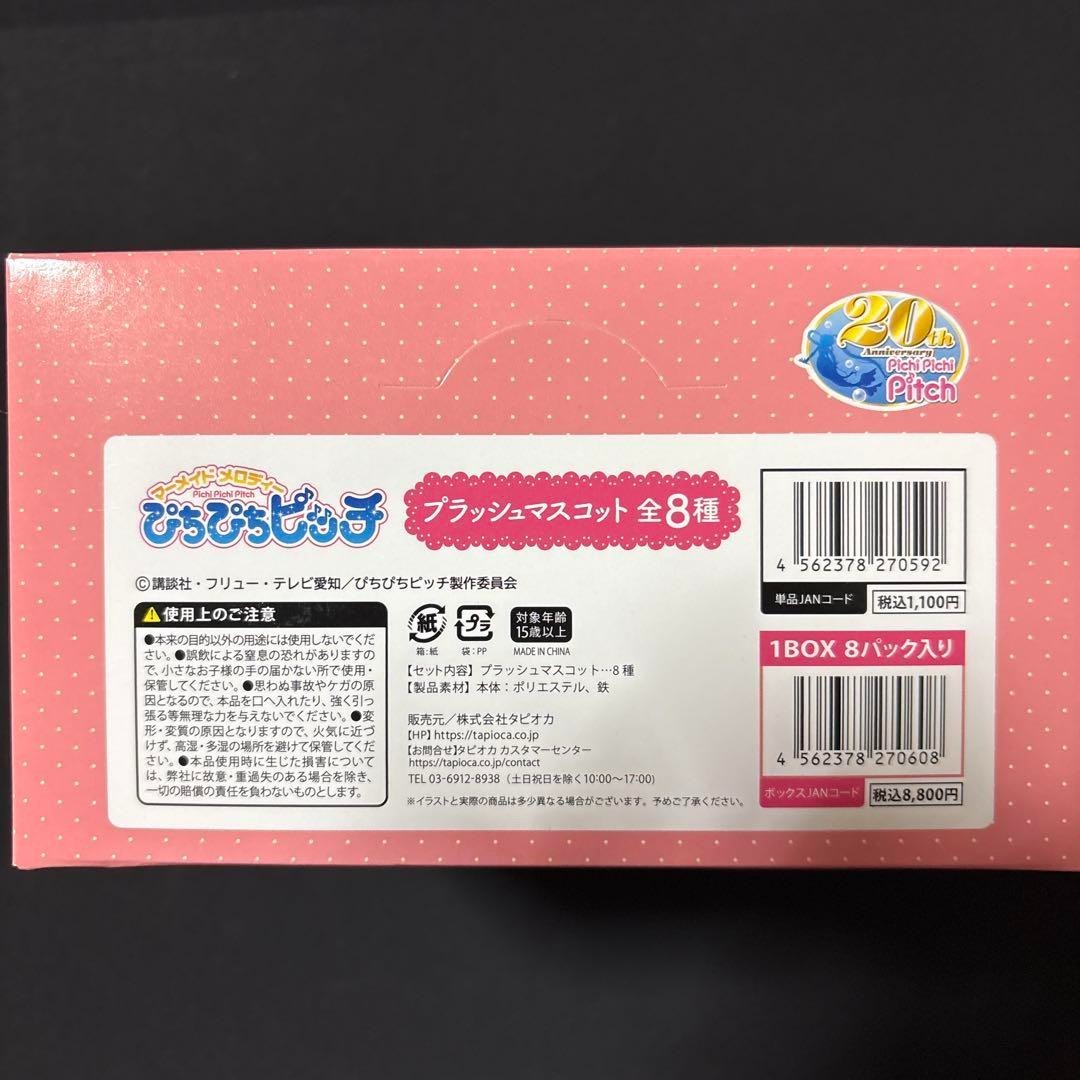 20th
Anniversary
Pichi Pichi
Pitch
マーメイド メロディー
Pichi Pichi Pitch
ぴちぴちピッチ
プラッシュマスコット 全8種
©講談社・フリュー・テレビ愛知／ぴちぴちピッチ製作委員会
使用上のご注意
●本来の目的以外の用途には使用しないでくだ
さい。●誤飲による窒息の恐れがありますの
で、小さなお子様の手の届かない所で使用・
保管してください。●思わぬ事故やケガの原
因となるので、本品を口へ入れたり、強く引っ
張る等無理な力を与えないでください。●変
形・変質の原因となりますので、火気に近づ
けず、高湿・多湿の場所を避けて保管してくだ
さい。●本品使用時に生じた損害について
は、弊社に故意・重過失のある場合を除き、
一切の賠償の責任を負わないものとします。
紙
箱:紙
プラ
袋:PP
対象年齢
15歳以上
MADE IN CHINA
【セット内容】プラッシュマスコット…8種
【製品素材】本体：ポリエステル、鉄
販売元／株式会社タピオカ
【HP】https://tapioca.co.jp
【お問合せ】タピオカ カスタマーセンター
https://tapioca.co.jp/contact
TEL 03-6912-8938（土日祝日を除く10:00～17:00）
※イラストと実際の商品は多少異なる場合がございます。予めご了承ください。
4 562378 270592
単品JANコード 税込1,100円
1BOX 8パック入り
4 562378 270608
ボックスJANコード 税込8,800円